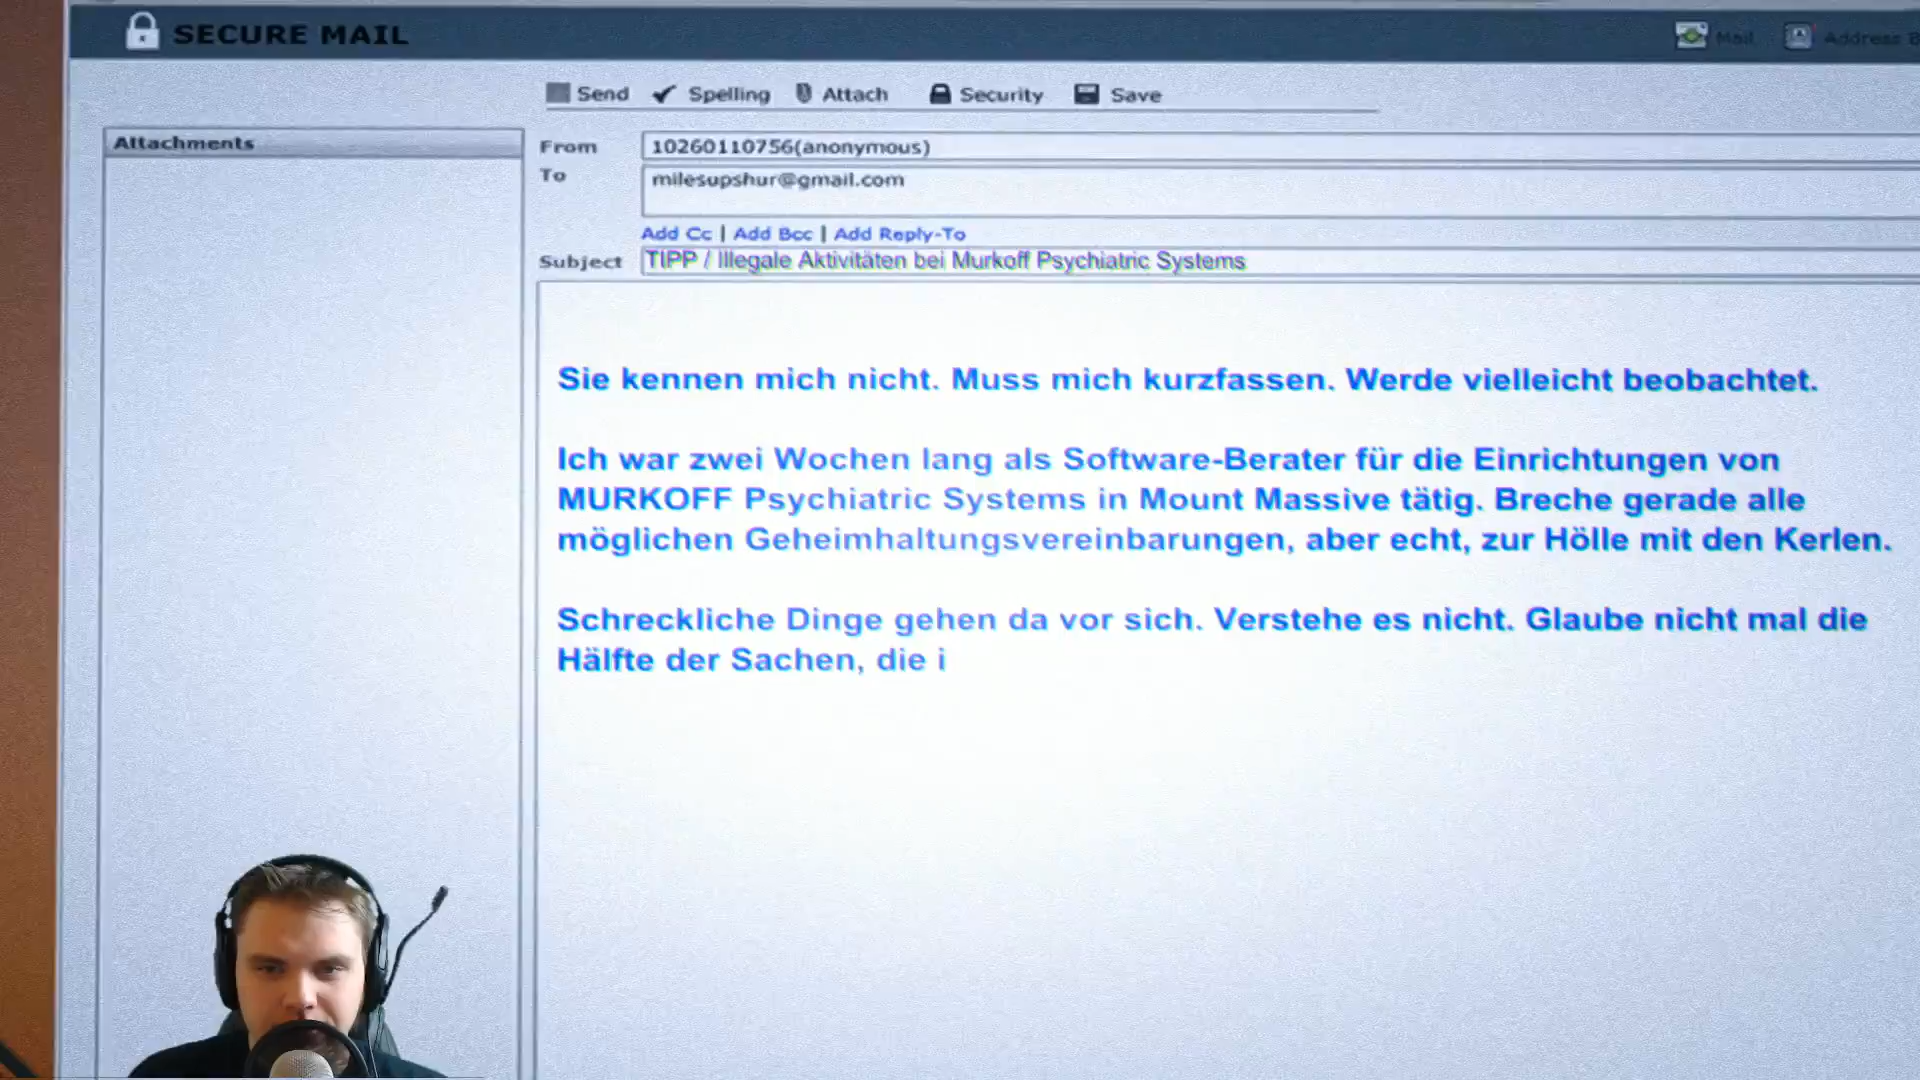 SECURE MAIL
Mail
Address B
Send
Spelling
Attach
Security
Save
Attachments
From
10260110756(anonymous)
To
milesupshur@gmail.com
Add Cc | Add Bcc | Add Reply-To
Subject
TIPP / Illegale Aktivitäten bei Murkoff Psychiatric Systems
Sie kennen mich nicht. Muss mich kurzfassen. Werde vielleicht beobachtet.
Ich war zwei Wochen lang als Software-Berater für die Einrichtungen von
MURKOFF Psychiatric Systems in Mount Massive tätig. Breche gerade alle
möglichen Geheimhaltungsvereinbarungen, aber echt, zur Hölle mit den Kerlen.
Schreckliche Dinge gehen da vor sich. Verstehe es nicht. Glaube nicht mal die
Hälfte der Sachen, die i